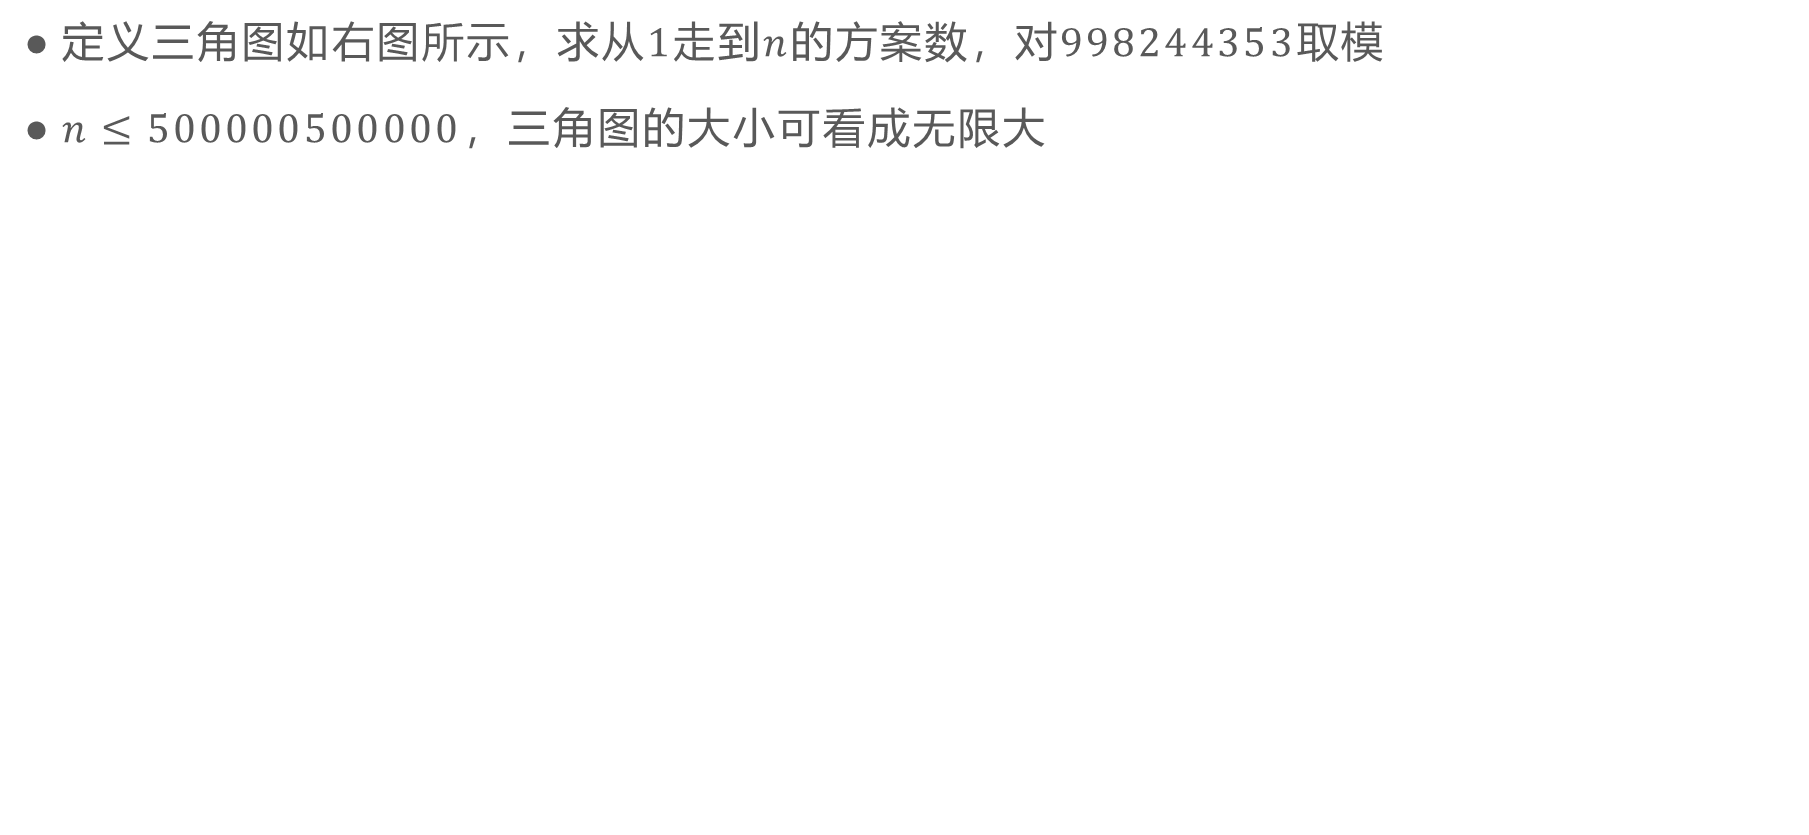 • 定义三角图如右图所示，求从1走到n的方案数，对998244353取模
• n ≤ 500000500000，三角图的大小可看成无限大